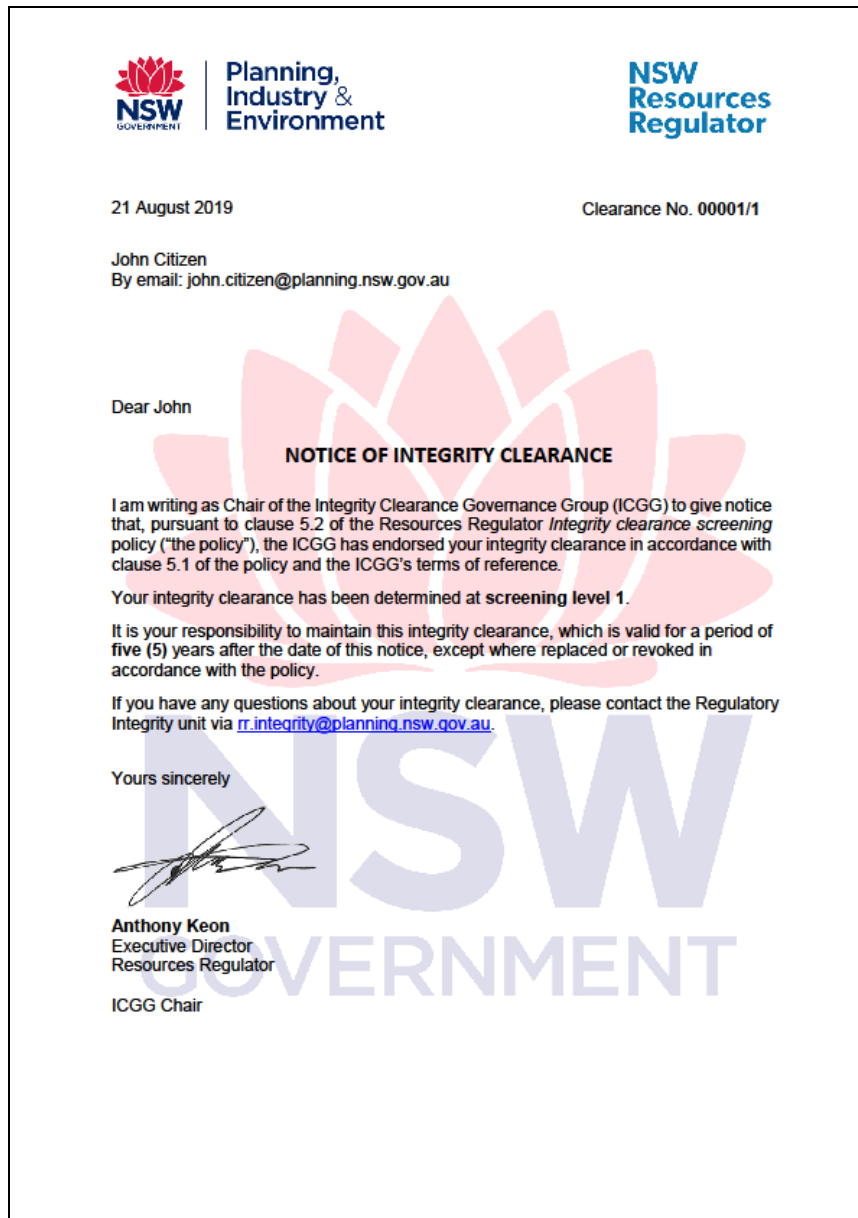 NSW
GOVERNMENT
Planning,
Industry &
Environment
NSW
Resources
Regulator
21 August 2019
Clearance No. 00001/1
John Citizen
By email: john.citizen@planning.nsw.gov.au
Dear John
NOTICE OF INTEGRITY CLEARANCE
I am writing as Chair of the Integrity Clearance Governance Group (ICGG) to give notice
that, pursuant to clause 5.2 of the Resources Regulator Integrity clearance screening
policy ("the policy"), the ICGG has endorsed your integrity clearance in accordance with
clause 5.1 of the policy and the ICGG's terms of reference.
Your integrity clearance has been determined at screening level 1.
It is your responsibility to maintain this integrity clearance, which is valid for a period of
five (5) years after the date of this notice, except where replaced or revoked in
accordance with the policy.
If you have any questions about your integrity clearance, please contact the Regulatory
Integrity unit via rr.integrity@planning.nsw.gov.au.
Yours sincerely
Anthony Keon
Executive Director
Resources Regulator
ICGG Chair
NSW
GOVERNMENT